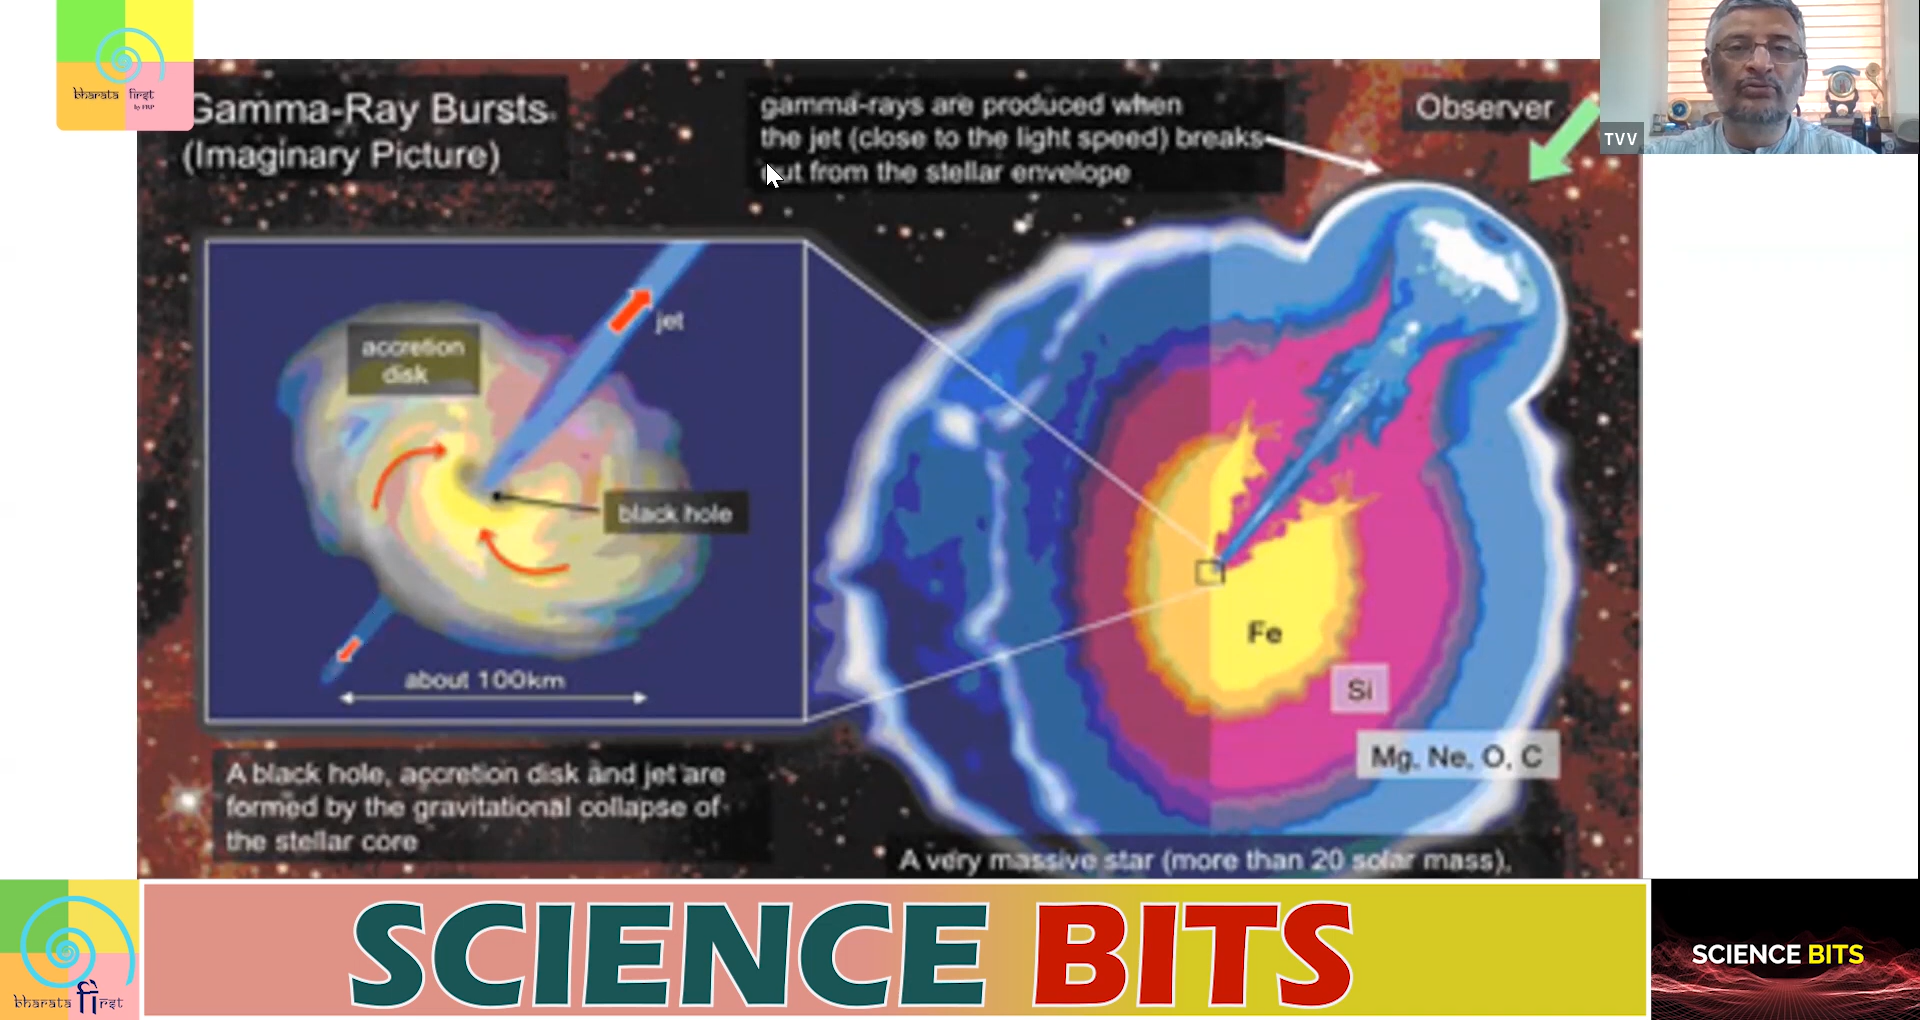 bharata first
by FRP
Gamma-Ray Bursts
(Imaginary Picture)
gamma-rays are produced when
the jet (close to the light speed) breaks
out from the stellar envelope
Observer
TVV
accretion
disk
jet
black hole
about 100km
Fe
Si
Mg, Ne, O, C
A black hole, accretion disk and jet are
formed by the gravitational collapse of
the stellar core
A very massive star (more than 20 solar mass).
bharata first
SCIENCE BITS
SCIENCE BITS